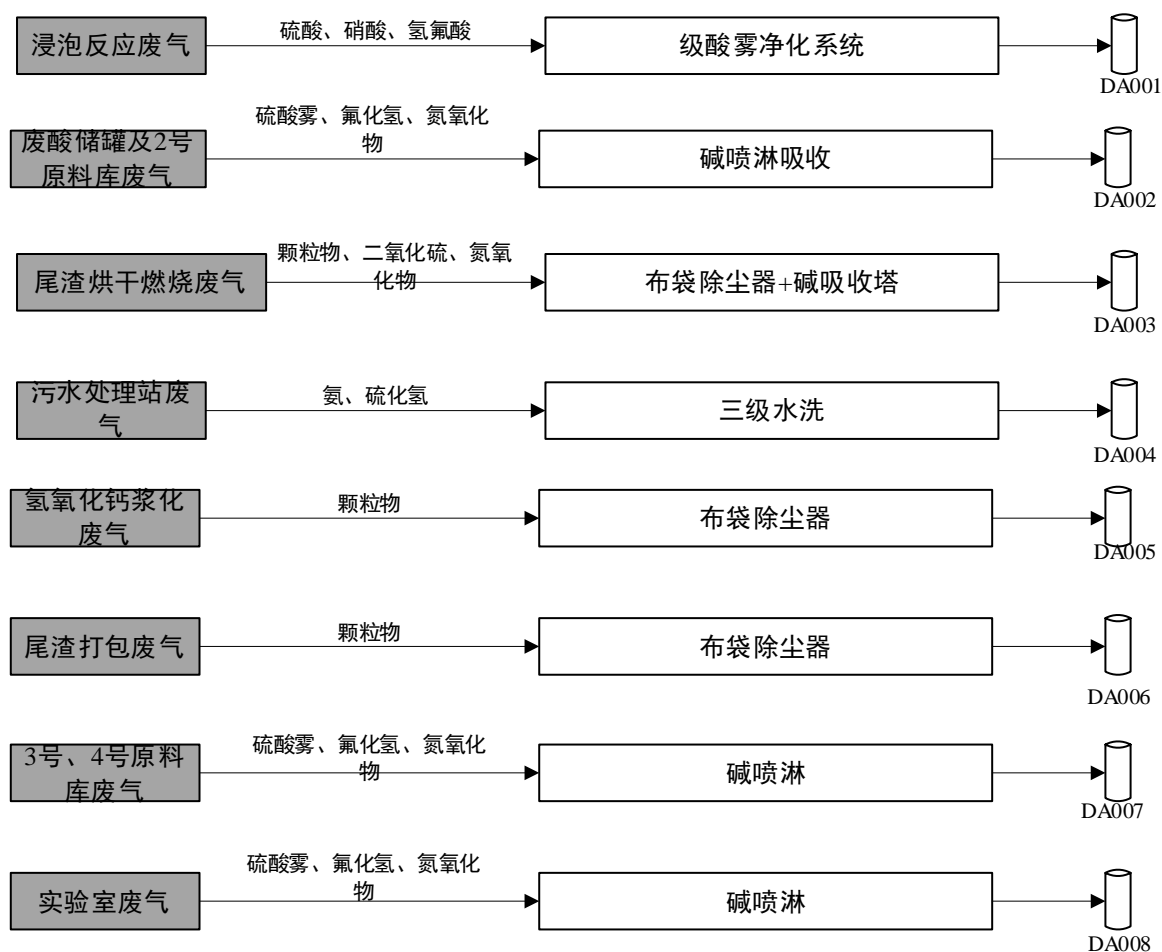 浸泡反应废气
硫酸、硝酸、氢氟酸
级酸雾净化系统
DA001
废酸储罐及2号
原料库废气
硫酸雾、氟化氢、氮氧化
物
碱喷淋吸收
DA002
尾渣烘干燃烧废气
颗粒物、二氧化硫、氮氧
化物
布袋除尘器+碱吸收塔
DA003
污水处理站废
气
氨、硫化氢
三级水洗
DA004
氢氧化钙浆化
废气
颗粒物
布袋除尘器
DA005
尾渣打包废气
颗粒物
布袋除尘器
DA006
3号、4号原料
库废气
硫酸雾、氟化氢、氮氧化
物
碱喷淋
DA007
实验室废气
硫酸雾、氟化氢、氮氧化
物
碱喷淋
DA008